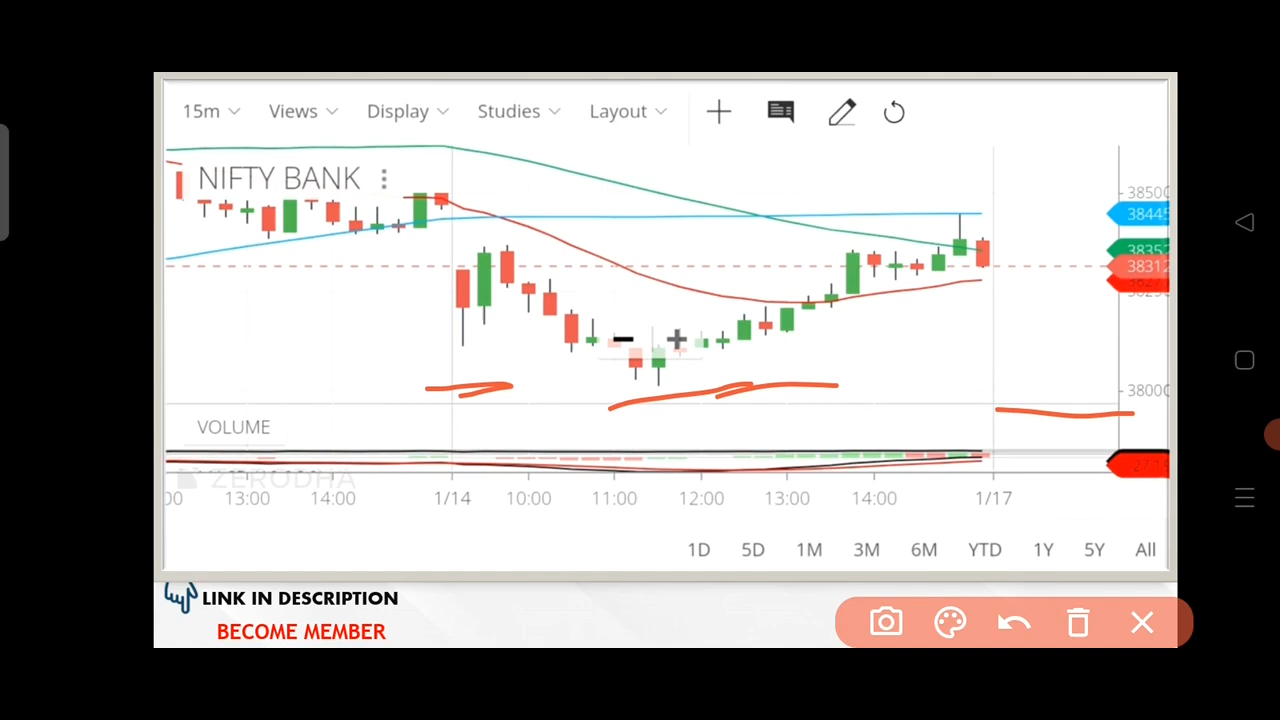 15m Views Display Studies Layout
NIFTY BANK
38500
38445
38352
38312
38000
VOLUME
ZERODHA
13:00 14:00 1/14 10:00 11:00 12:00 13:00 14:00 1/17
1D 5D 1M 3M 6M YTD 1Y 5Y All
LINK IN DESCRIPTION
BECOME MEMBER